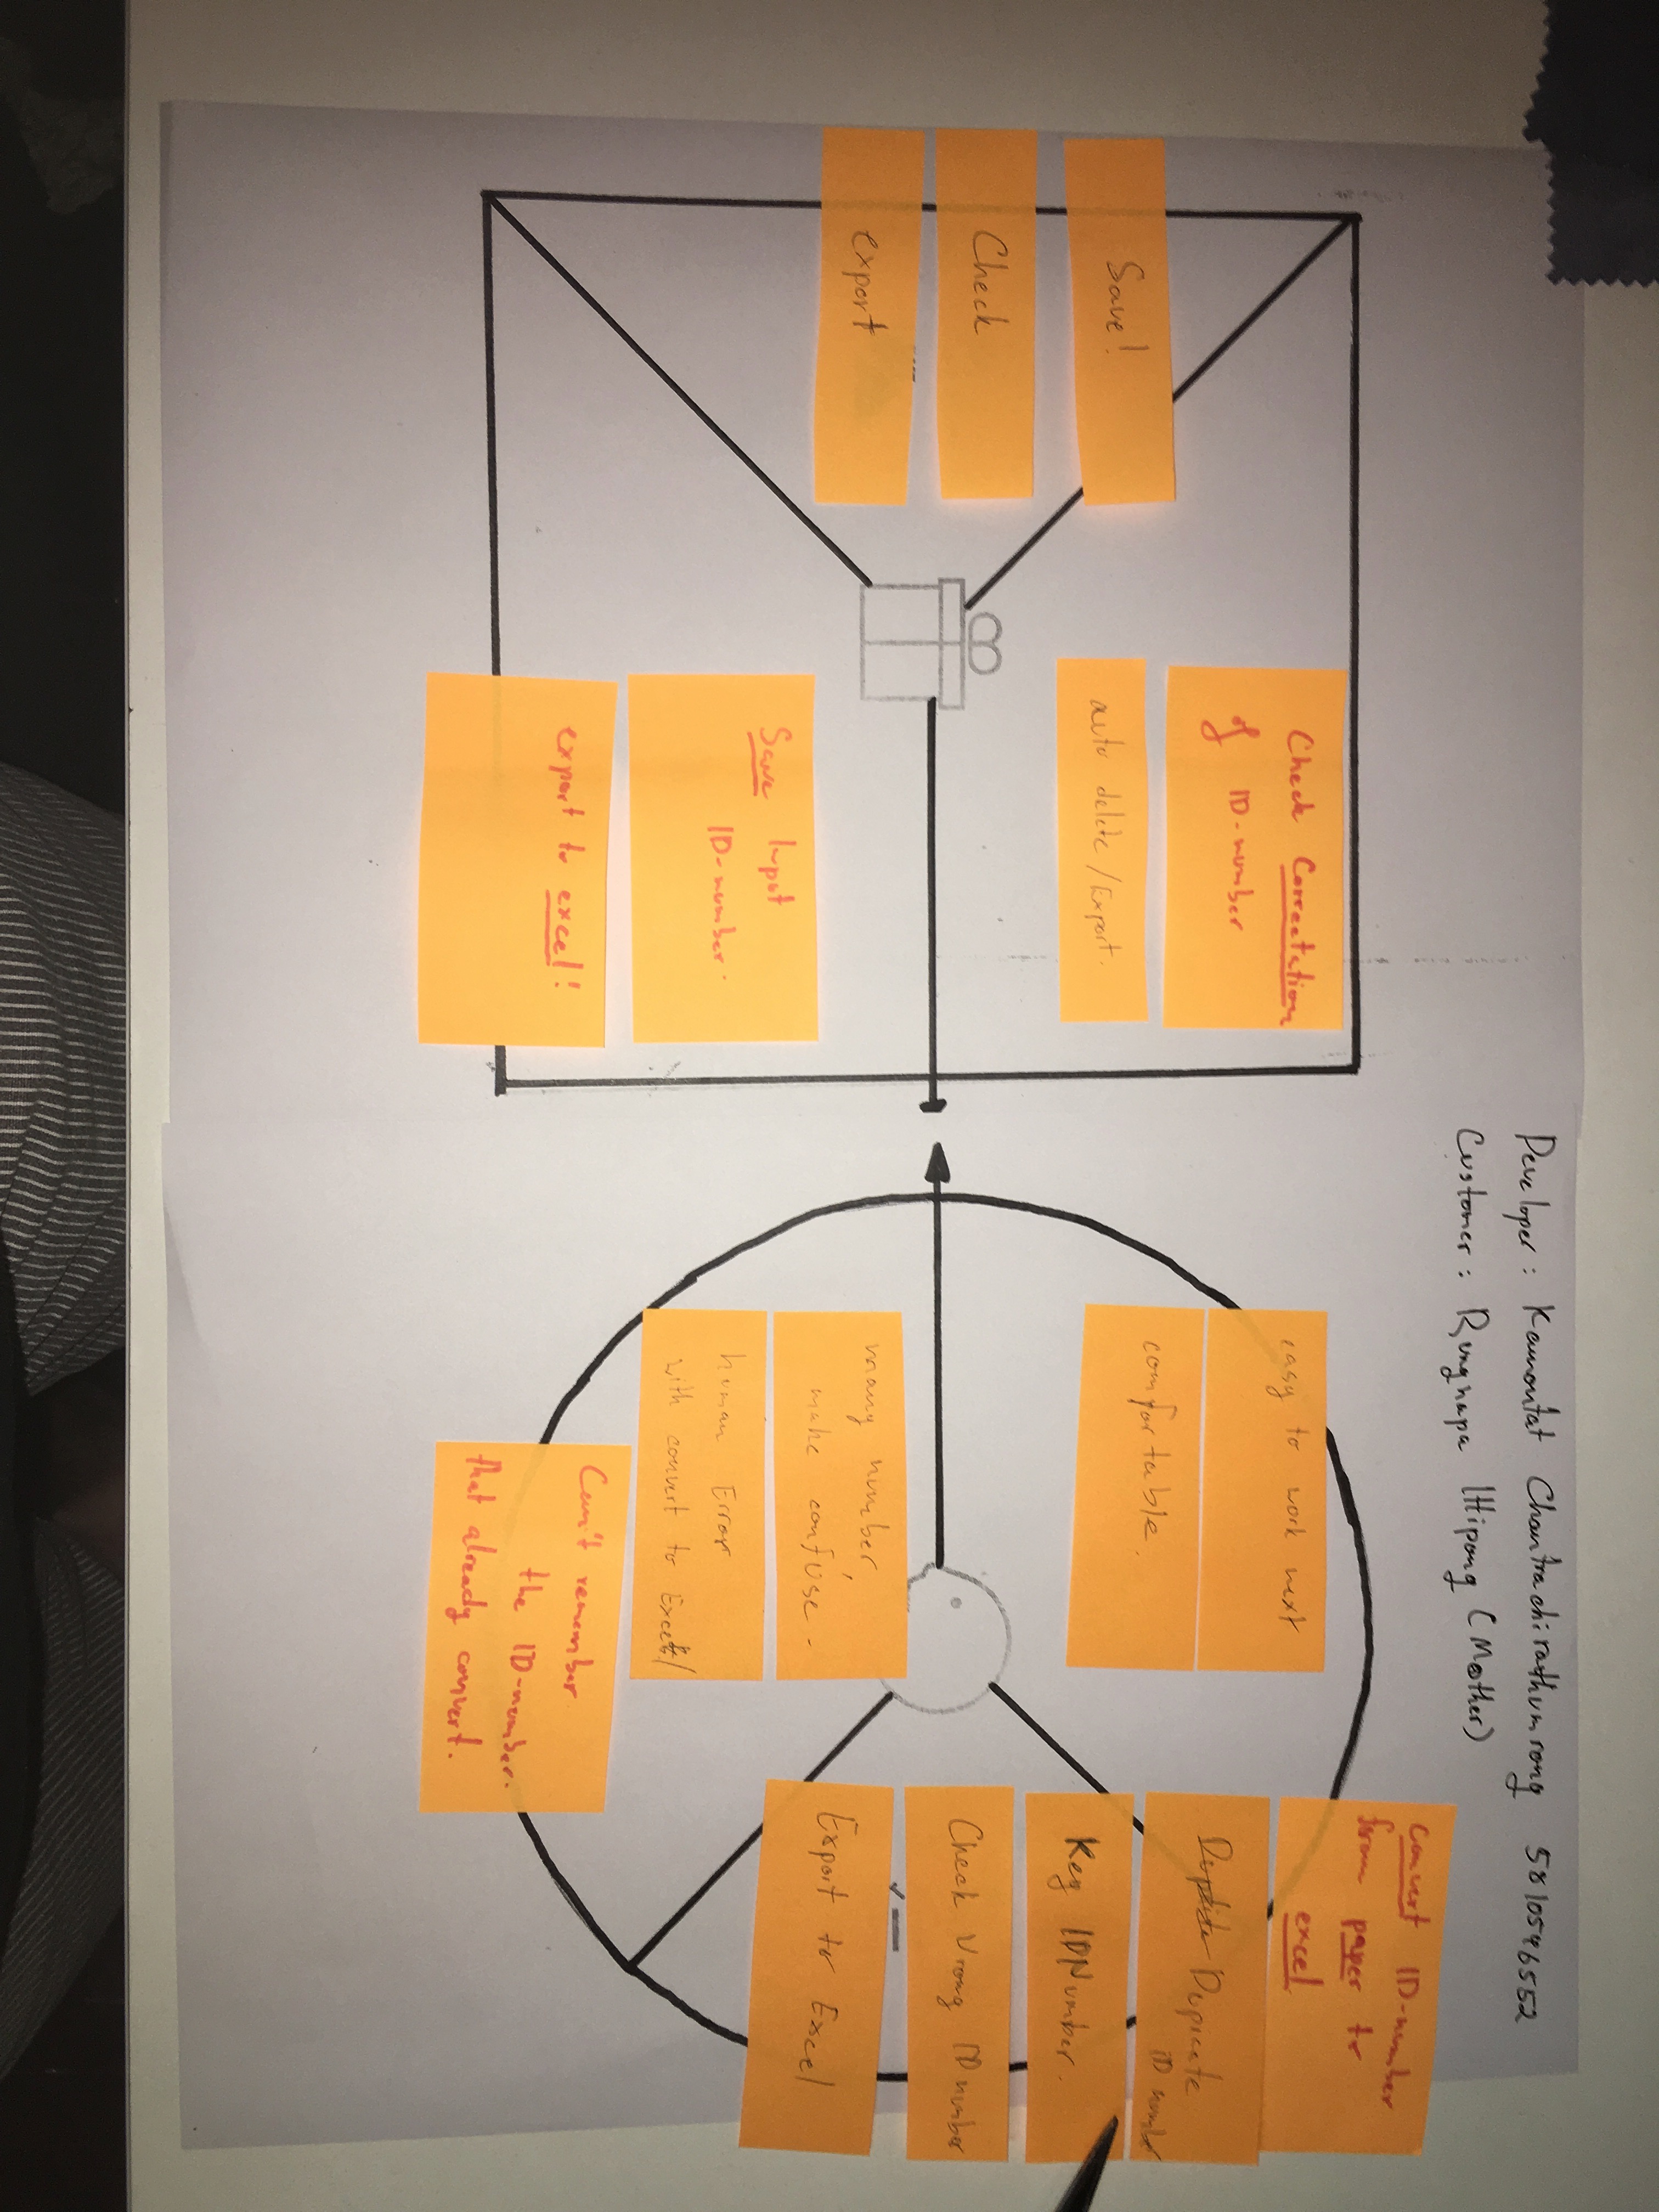 Developer : Kamontat Chantrachirathumrong 5810546552
Customer : Rungnapa Ittipong (Mother)
Save!
Check
export
Check Correctation
of ID-number
auto delete / Export.
Save Input
ID-number.
export to excel!
easy to work next
comfortable.
many number,
make confuse.
human Error
with convert to Excel
Can't remember
the ID-number.
that already convert.
Convert ID-number
from paper to
excel
Dupicate
ID number
Key IDNumber.
Check Wrong ID number
Export to Excel